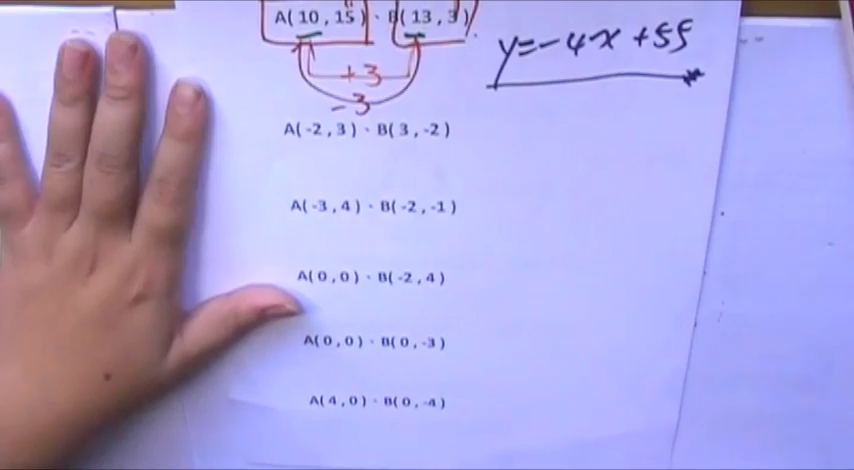 A(10,15) - B(13,3)
y=-4x+55
+3
-3
A(-2,3) - B(3,-2)
A(-3,4) - B(-2,-1)
A(0,0) - B(-2,4)
A(0,0) - B(0,-3)
A(4,0) - B(0,-4)